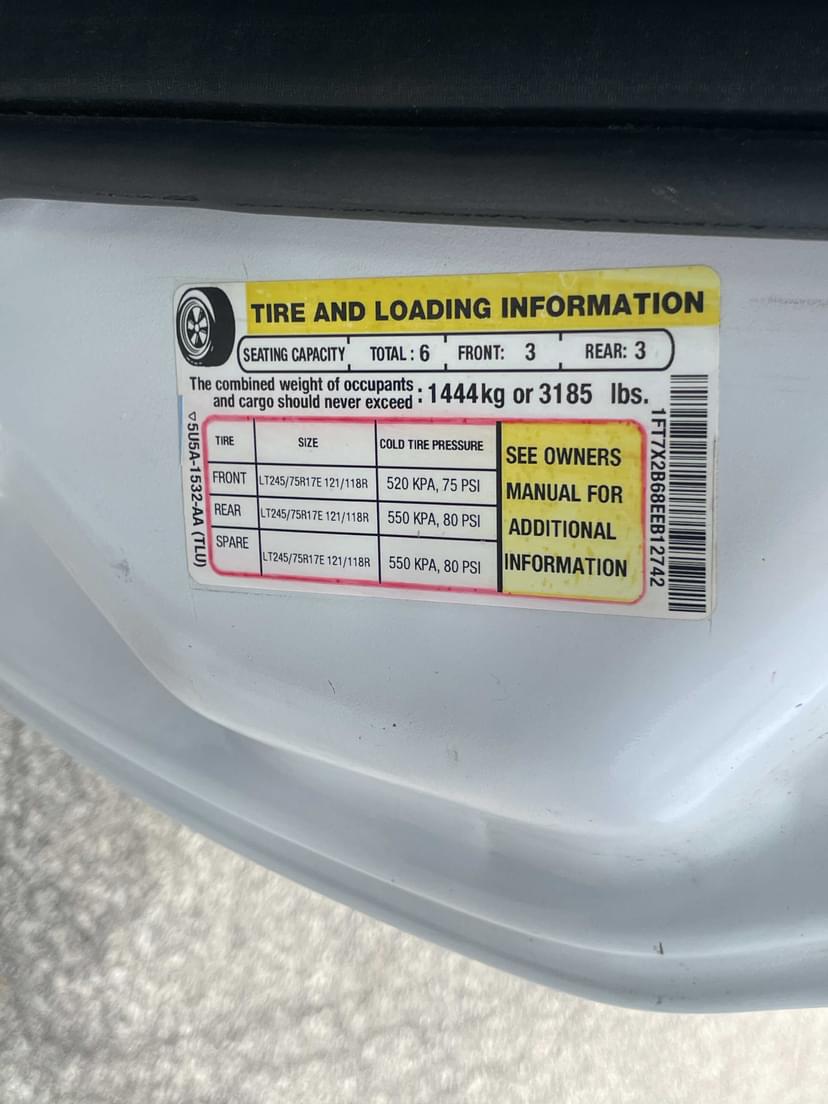 TIRE AND LOADING INFORMATION
SEATING CAPACITY TOTAL : 6 FRONT: 3 REAR: 3
The combined weight of occupants
and cargo should never exceed : 1444kg or 3185 lbs.
TIRE SIZE COLD TIRE PRESSURE
FRONT LT245/75R17E 121/118R 520 KPA, 75 PSI
REAR LT245/75R17E 121/118R 550 KPA, 80 PSI
SPARE LT245/75R17E 121/118R 550 KPA, 80 PSI
SEE OWNERS
MANUAL FOR
ADDITIONAL
INFORMATION
5U5A-1532-AA (TLU)
1FT7X2B68EEB12742